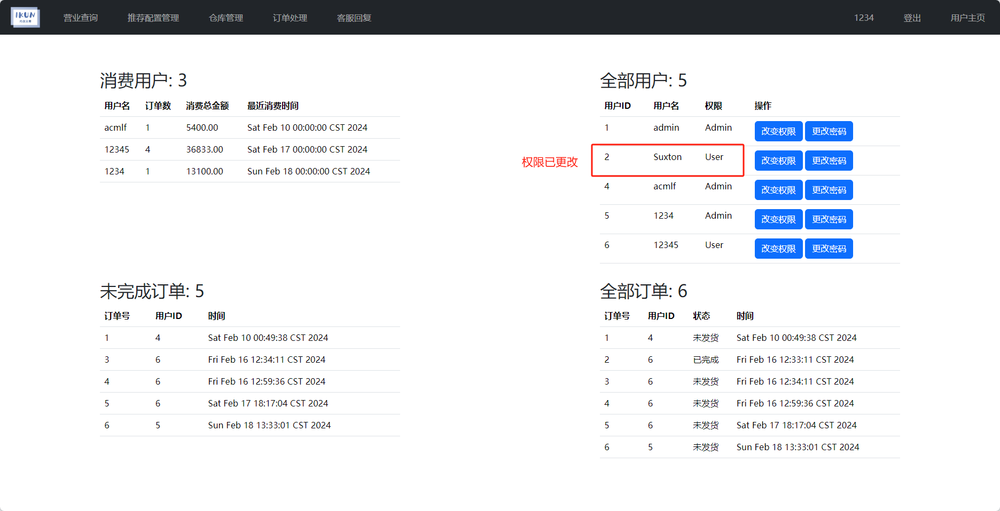 IKUN
营业查询 推荐配置管理 仓库管理 订单处理 客服回复 1234 登出 用户主页
消费用户: 3
用户名 订单数 消费总金额 最近消费时间
acmlf 1 5400.00 Sat Feb 10 00:00:00 CST 2024
12345 4 36833.00 Sat Feb 17 00:00:00 CST 2024
1234 1 13100.00 Sun Feb 18 00:00:00 CST 2024
全部用户: 5
用户ID 用户名 权限 操作
1 admin Admin 改变权限 更改密码
权限已更改
2 Suxton User 改变权限 更改密码
4 acmlf Admin 改变权限 更改密码
5 1234 Admin 改变权限 更改密码
6 12345 User 改变权限 更改密码
未完成订单: 5
订单号 用户ID 时间
1 4 Sat Feb 10 00:49:38 CST 2024
3 6 Fri Feb 16 12:34:11 CST 2024
4 6 Fri Feb 16 12:59:36 CST 2024
5 6 Sat Feb 17 18:17:04 CST 2024
6 5 Sun Feb 18 13:33:01 CST 2024
全部订单: 6
订单号 用户ID 状态 时间
1 4 未发货 Sat Feb 10 00:49:38 CST 2024
2 6 已完成 Fri Feb 16 12:33:11 CST 2024
3 6 未发货 Fri Feb 16 12:34:11 CST 2024
4 6 未发货 Fri Feb 16 12:59:36 CST 2024
5 6 未发货 Sat Feb 17 18:17:04 CST 2024
6 5 未发货 Sun Feb 18 13:33:01 CST 2024